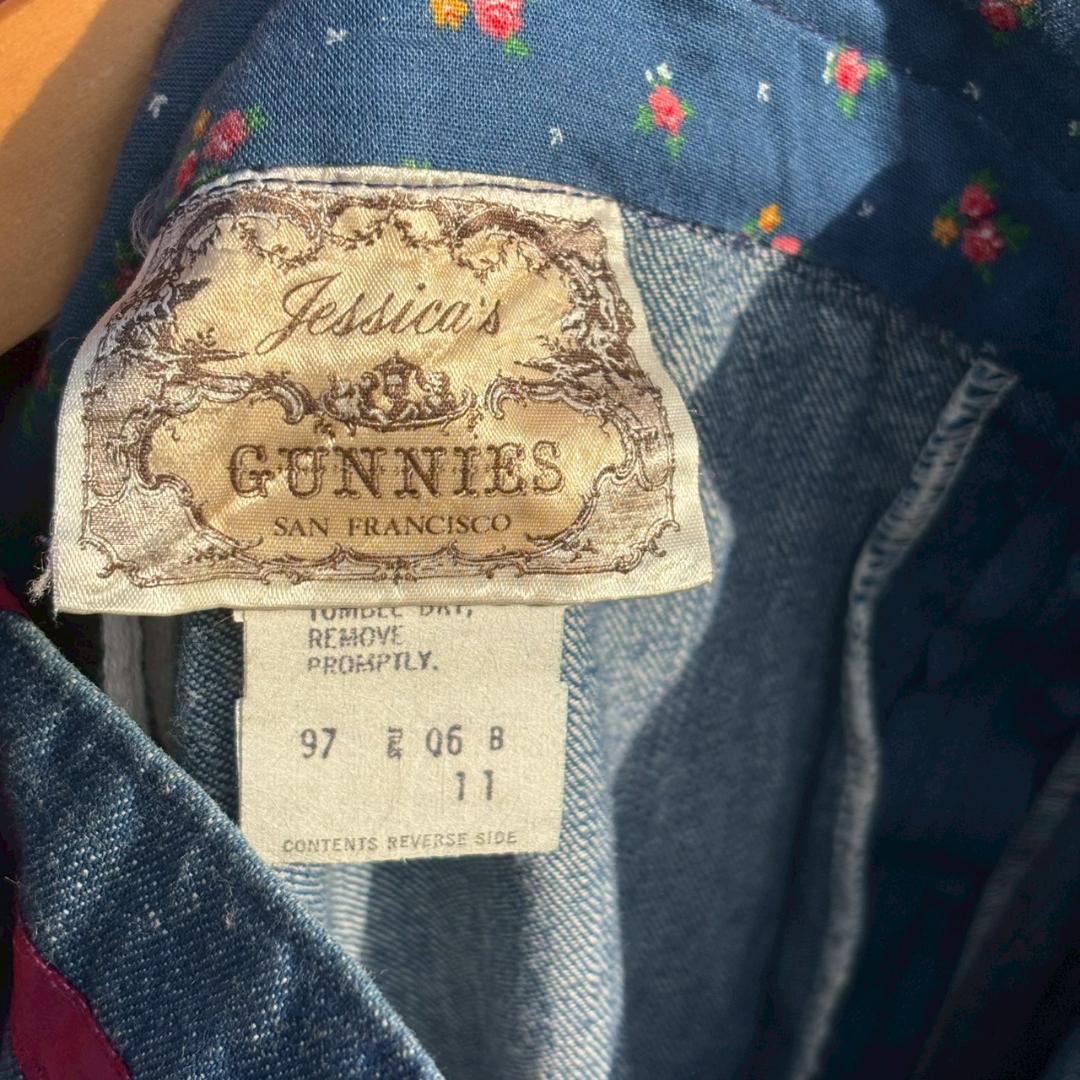 Jessica's
GUNNIES
SAN FRANCISCO
TUMBLE DRY,
REMOVE
PROMPTLY.
97 06 B
11
CONTENTS REVERSE SIDE